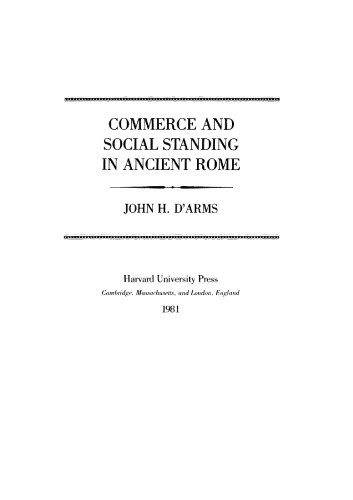 COMMERCE AND
SOCIAL STANDING
IN ANCIENT ROME
JOHN H. D'ARMS
Harvard University Press
Cambridge, Massachusetts, and London, England
1981